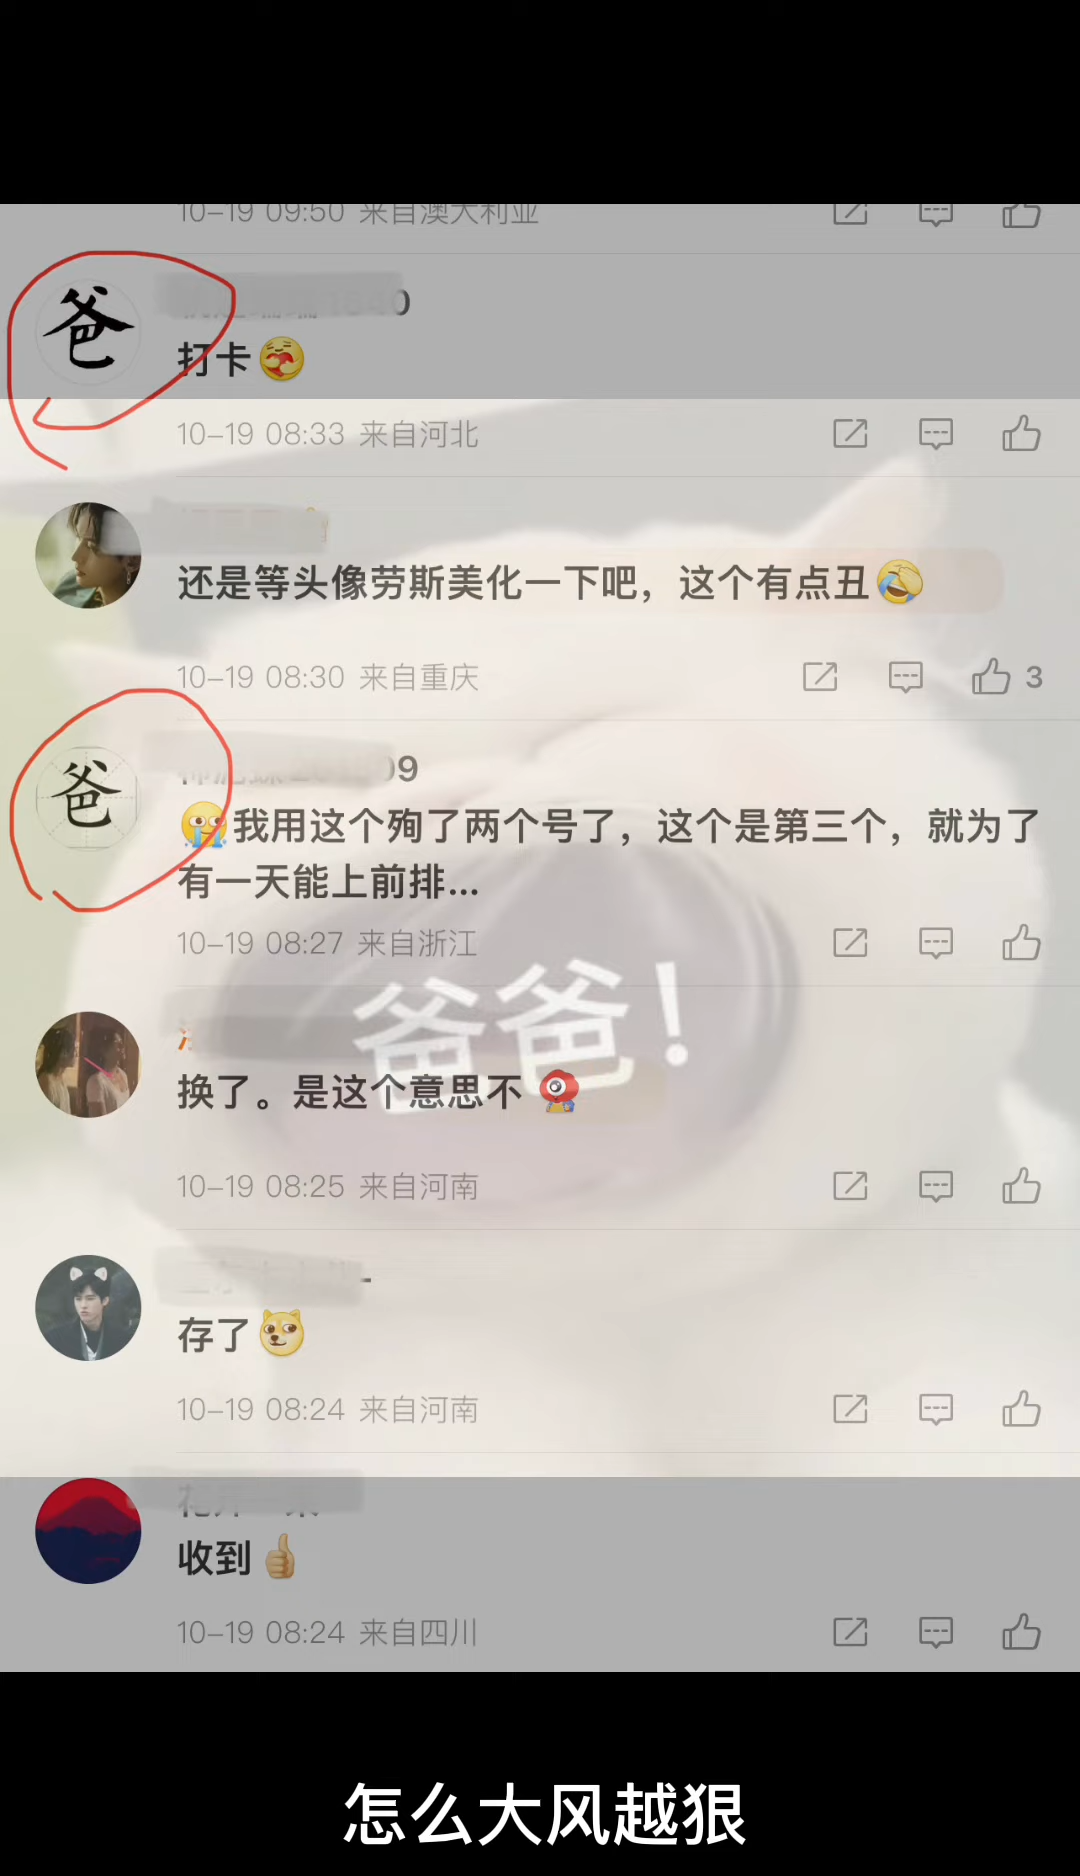 10-19 09:50 来自澳大利亚
爸
打卡
10-19 08:33 来自河北
还是等头像劳斯美化一下吧，这个有点丑
10-19 08:30 来自重庆
3
爸
09
我用这个殉了两个号了，这个是第三个，就为了
有一天能上前排...
10-19 08:27 来自浙江
爸爸！
换了。是这个意思不
10-19 08:25 来自河南
存了
10-19 08:24 来自河南
收到
10-19 08:24 来自四川
怎么大风越狠